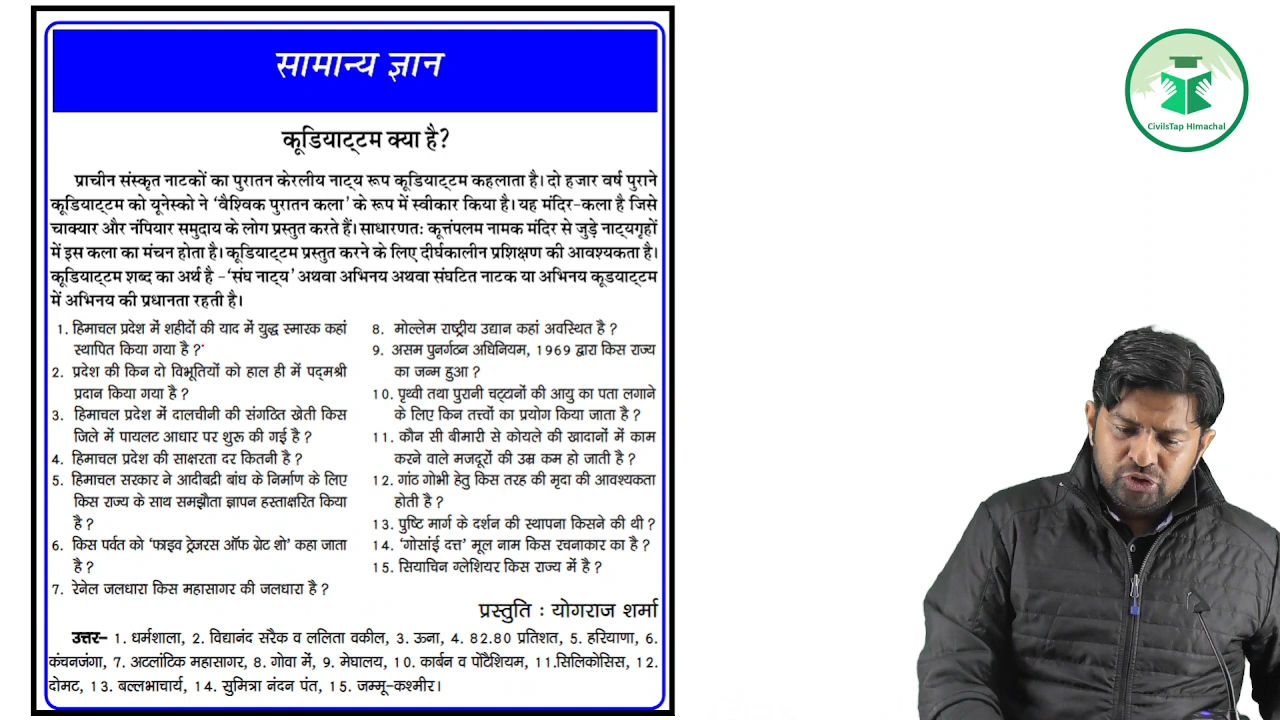 सामान्य ज्ञान
CivilsTap HImachal
कूडियाट्टम क्या है?
प्राचीन संस्कृत नाटकों का पुरातन केरलीय नाट्य रूप कूडियाट्टम कहलाता है। दो हजार वर्ष पुराने
कूडियाट्टम को यूनेस्को ने ‘वैश्विक पुरातन कला’ के रूप में स्वीकार किया है। यह मंदिर-कला है जिसे
चाक्यार और नंपियार समुदाय के लोग प्रस्तुत करते हैं। साधारणतः कूत्तंपलम नामक मंदिर से जुड़े नाट्यगृहों
में इस कला का मंचन होता है। कूडियाट्टम प्रस्तुत करने के लिए दीर्घकालीन प्रशिक्षण की आवश्यकता है।
कूडियाट्टम शब्द का अर्थ है -‘संघ नाट्य’ अथवा अभिनय अथवा संघटित नाटक या अभिनय कूडयाट्टम
में अभिनय की प्रधानता रहती है।
1. हिमाचल प्रदेश में शहीदों की याद में युद्ध स्मारक कहां
स्थापित किया गया है ?
2. प्रदेश की किन दो विभूतियों को हाल ही में पद्मश्री
प्रदान किया गया है ?
3. हिमाचल प्रदेश में दालचीनी की संगठित खेती किस
जिले में पायलट आधार पर शुरू की गई है ?
4. हिमाचल प्रदेश की साक्षरता दर कितनी है ?
5. हिमाचल सरकार ने आदीबद्री बांध के निर्माण के लिए
किस राज्य के साथ समझौता ज्ञापन हस्ताक्षरित किया
है ?
6. किस पर्वत को ‘फाइव ट्रेजरस ऑफ ग्रेट शो’ कहा जाता
है ?
7. रेनेल जलधारा किस महासागर की जलधारा है ?
8. मोल्लेम राष्ट्रीय उद्यान कहां अवस्थित है ?
9. असम पुनर्गठन अधिनियम, 1969 द्वारा किस राज्य
का जन्म हुआ ?
10. पृथ्वी तथा पुरानी चट्टानों की आयु का पता लगाने
के लिए किन तत्त्वों का प्रयोग किया जाता है ?
11. कौन सी बीमारी से कोयले की खादानों में काम
करने वाले मजदूरों की उम्र कम हो जाती है ?
12. गांठ गोभी हेतु किस तरह की मृदा की आवश्यकता
होती है ?
13. पुष्टि मार्ग के दर्शन की स्थापना किसने की थी ?
14. ‘गोसांई दत्त’ मूल नाम किस रचनाकार का है ?
15. सियाचिन ग्लेशियर किस राज्य में है ?
प्रस्तुति : योगराज शर्मा
उत्तर- 1. धर्मशाला, 2. विद्यानंद सरैक व ललिता वकील, 3. ऊना, 4. 82.80 प्रतिशत, 5. हरियाणा, 6.
कंचनजंगा, 7. अटलांटिक महासागर, 8. गोवा में, 9. मेघालय, 10. कार्बन व पोटैशियम, 11.सिलिकोसिस, 12.
दोमट, 13. बल्लभाचार्य, 14. सुमित्रा नंदन पंत, 15. जम्मू-कश्मीर।